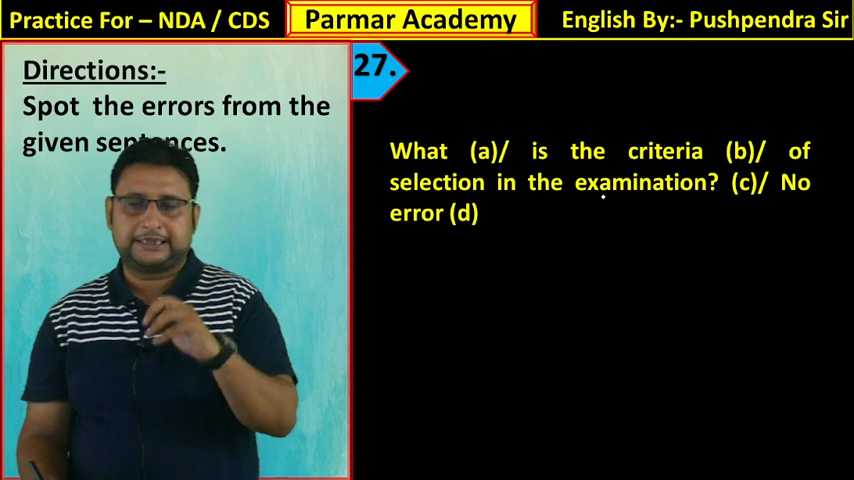 Practice For – NDA / CDS
Parmar Academy
English By:- Pushpendra Sir
Directions:-
Spot the errors from the
given sentences.
27.
What (a)/ is the criteria (b)/ of
selection in the examination? (c)/ No
error (d)